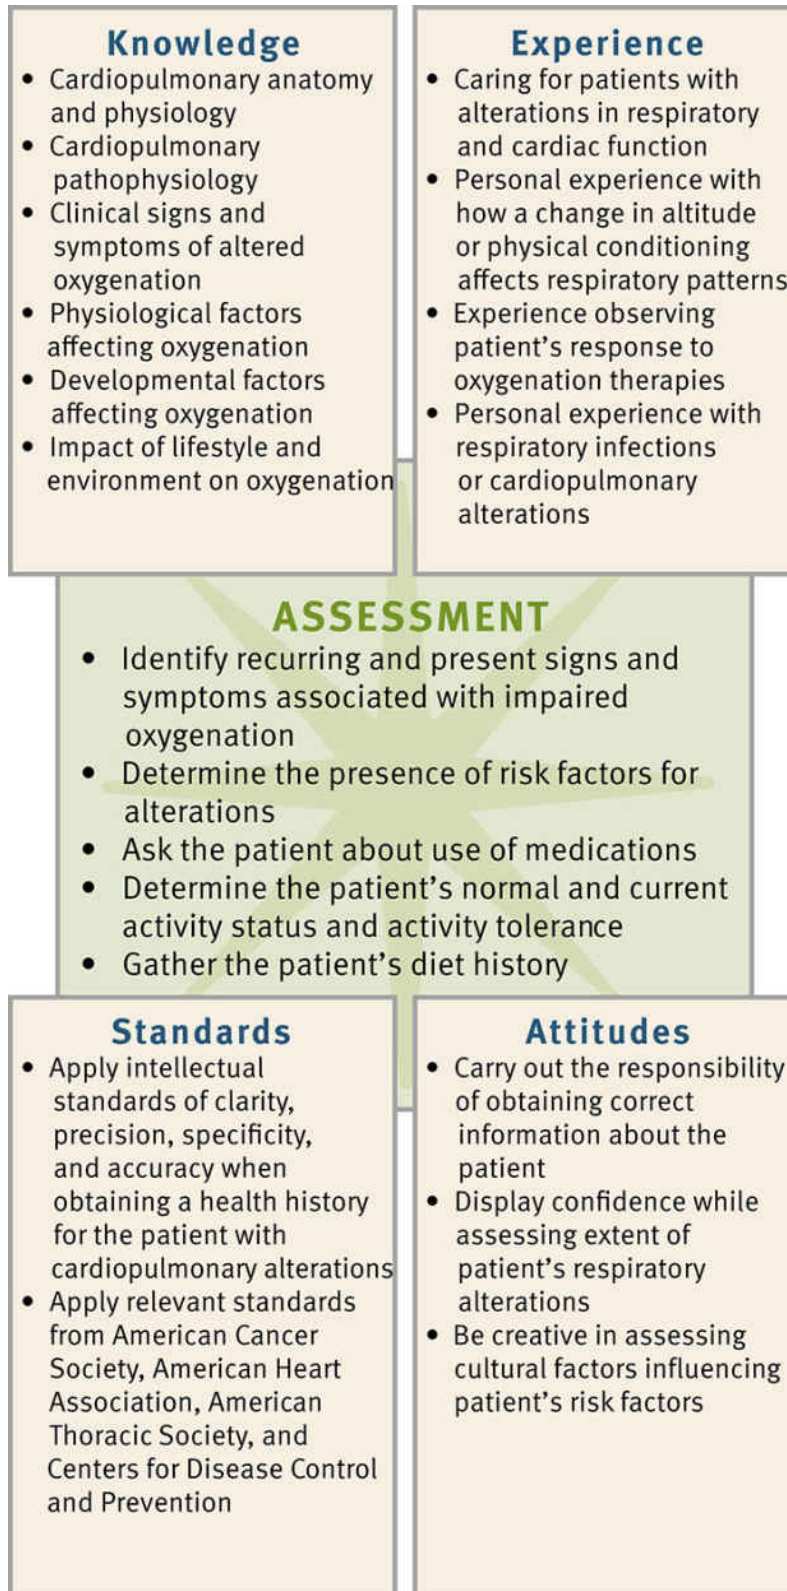 Knowledge
• Cardiopulmonary anatomy
and physiology
• Cardiopulmonary
pathophysiology
• Clinical signs and
symptoms of altered
oxygenation
• Physiological factors
affecting oxygenation
• Developmental factors
affecting oxygenation
• Impact of lifestyle and
environment on oxygenation
Experience
• Caring for patients with
alterations in respiratory
and cardiac function
• Personal experience with
how a change in altitude
or physical conditioning
affects respiratory patterns
• Experience observing
patient's response to
oxygenation therapies
• Personal experience with
respiratory infections
or cardiopulmonary
alterations
ASSESSMENT
• Identify recurring and present signs and
symptoms associated with impaired
oxygenation
• Determine the presence of risk factors for
alterations
• Ask the patient about use of medications
• Determine the patient's normal and current
activity status and activity tolerance
• Gather the patient's diet history
Standards
• Apply intellectual
standards of clarity,
precision, specificity,
and accuracy when
obtaining a health history
for the patient with
cardiopulmonary alterations
• Apply relevant standards
from American Cancer
Society, American Heart
Association, American
Thoracic Society, and
Centers for Disease Control
and Prevention
Attitudes
• Carry out the responsibility
of obtaining correct
information about the
patient
• Display confidence while
assessing extent of
patient's respiratory
alterations
• Be creative in assessing
cultural factors influencing
patient's risk factors